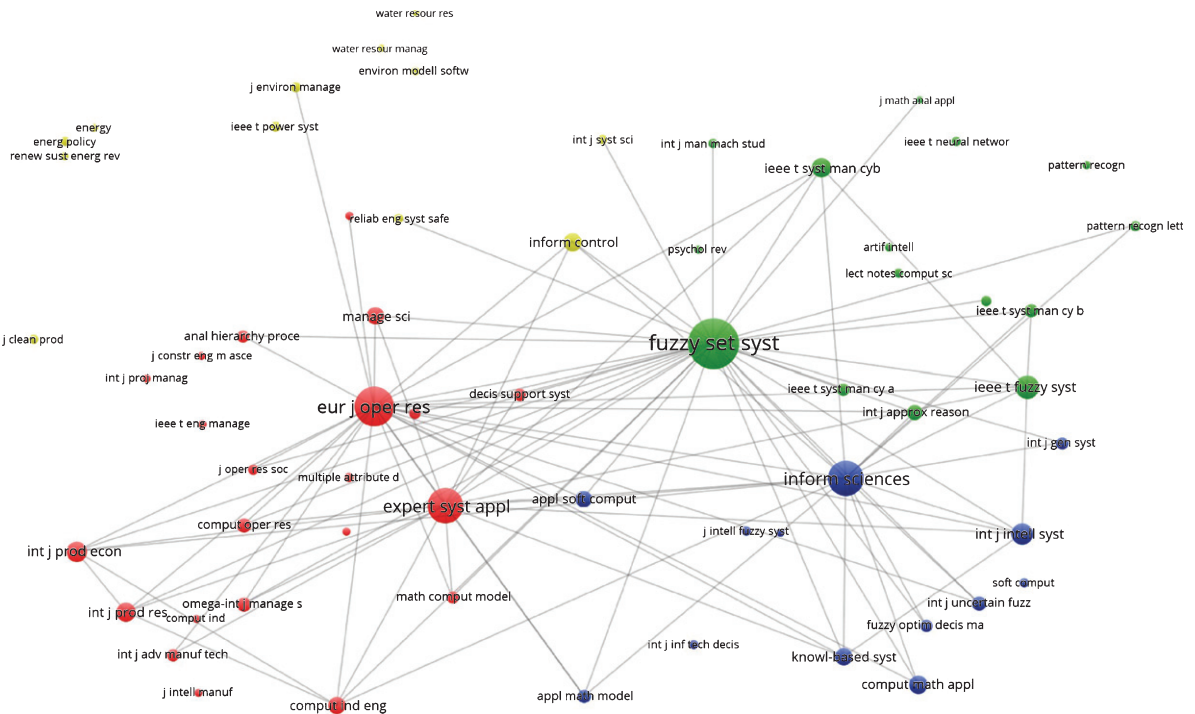 water resour res
water resour manag
environ modell softw
j environ manage
j math anal appl
energy
ieee t power syst
energ policy
int j syst sci
int j man mach stud
ieee t neural networ
renew sust energ rev
ieee t syst man cyb
pattern recogn
reliab eng syst safe
pattern recogn lett
inform control
psychol rev
artif intell
lect notes comput sc
manage sci
ieee t syst man cy b
anal hierarchy proce
j clean prod
fuzzy set syst
j constr eng m asce
int j proj manag
decis support syst
ieee t syst man cy a
ieee t fuzzy syst
eur j oper res
int j approx reason
ieee t eng manage
int j gen syst
j oper res soc
multiple attribute d
inform sciences
appl soft comput
expert syst appl
comput oper res
j intell fuzzy syst
int j intell syst
int j prod econ
soft comput
math comput model
omega-int j manage s
int j uncertain fuzz
int j prod res
comput ind
fuzzy optim decis ma
int j inf tech decis
int j adv manuf tech
knowl-based syst
comput math appl
j intell manuf
appl math model
comput ind eng